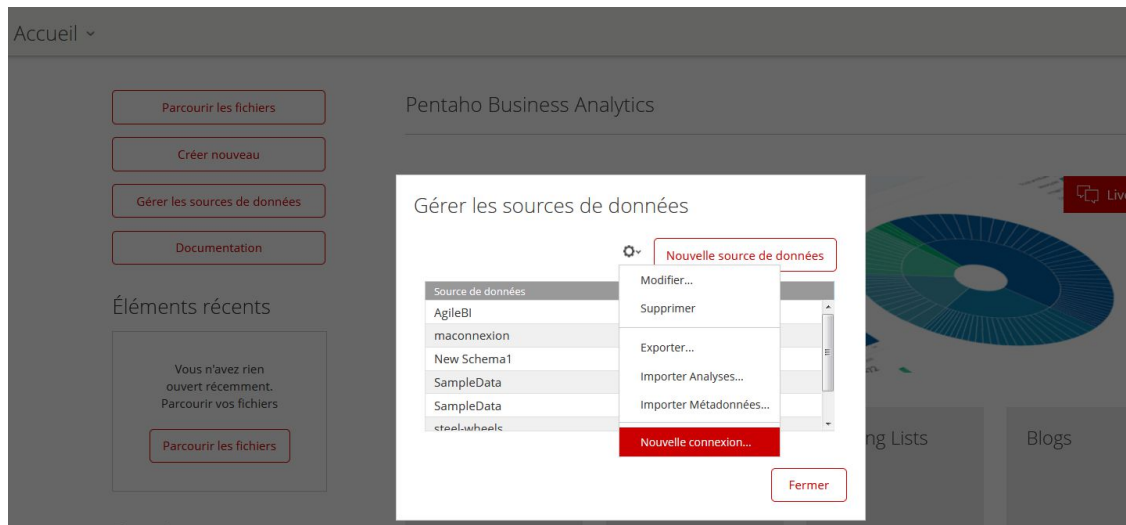 Accueil
Parcourir les fichiers
Créer nouveau
Gérer les sources de données
Documentation
Éléments récents
Vous n'avez rien
ouvert récemment.
Parcourir vos fichiers
Parcourir les fichiers
Pentaho Business Analytics
Live
Gérer les sources de données
Nouvelle source de données
Source de données
AgileBI
maconnexion
New Schema1
SampleData
SampleData
steel-wheels
Modifier...
Supprimer
Exporter...
Importer Analyses...
Importer Métadonnées...
Nouvelle connexion...
Fermer
ng Lists
Blogs